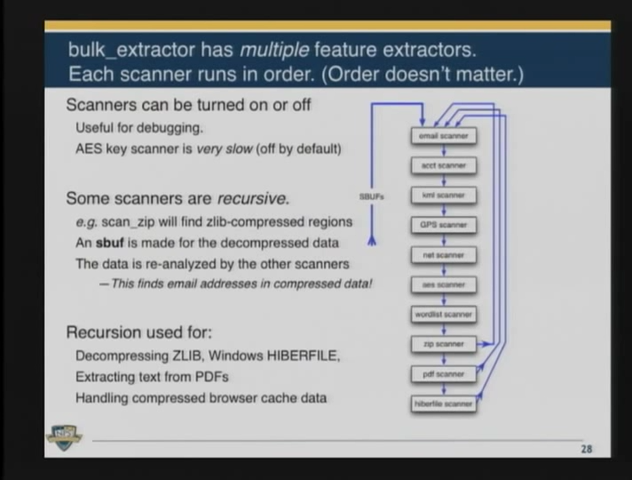 bulk_extractor has multiple feature extractors.
Each scanner runs in order. (Order doesn't matter.)
Scanners can be turned on or off
Useful for debugging.
AES key scanner is very slow (off by default)
Some scanners are recursive.
e.g. scan_zip will find zlib-compressed regions
An sbuf is made for the decompressed data
The data is re-analyzed by the other scanners
— This finds email addresses in compressed data!
Recursion used for:
Decompressing ZLIB, Windows HIBERFILE,
Extracting text from PDFs
Handling compressed browser cache data
SBUFs
email scanner
acct scanner
kml scanner
GPS scanner
net scanner
aes scanner
wordlist scanner
zip scanner
pdf scanner
hiberfile scanner
28